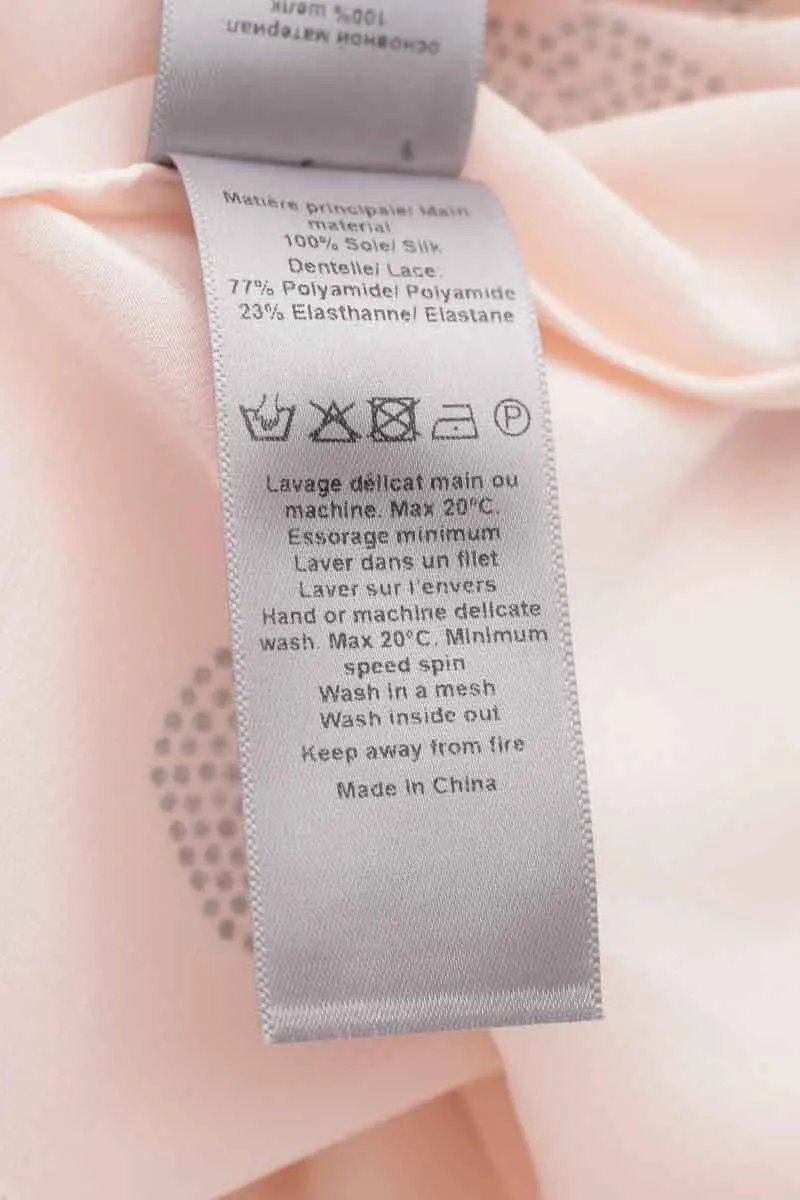 основной материал:
100% шелк
Matière principale/ Main
material
100% Soie/ Silk
Dentelle/ Lace:
77% Polyamide/ Polyamide
23% Elasthanne/ Elastane
P
Lavage délicat main ou
machine. Max 20°C.
Essorage minimum
Laver dans un filet
Laver sur l'envers
Hand or machine delicate
wash. Max 20°C. Minimum
speed spin
Wash in a mesh
Wash inside out
Keep away from fire
Made in China